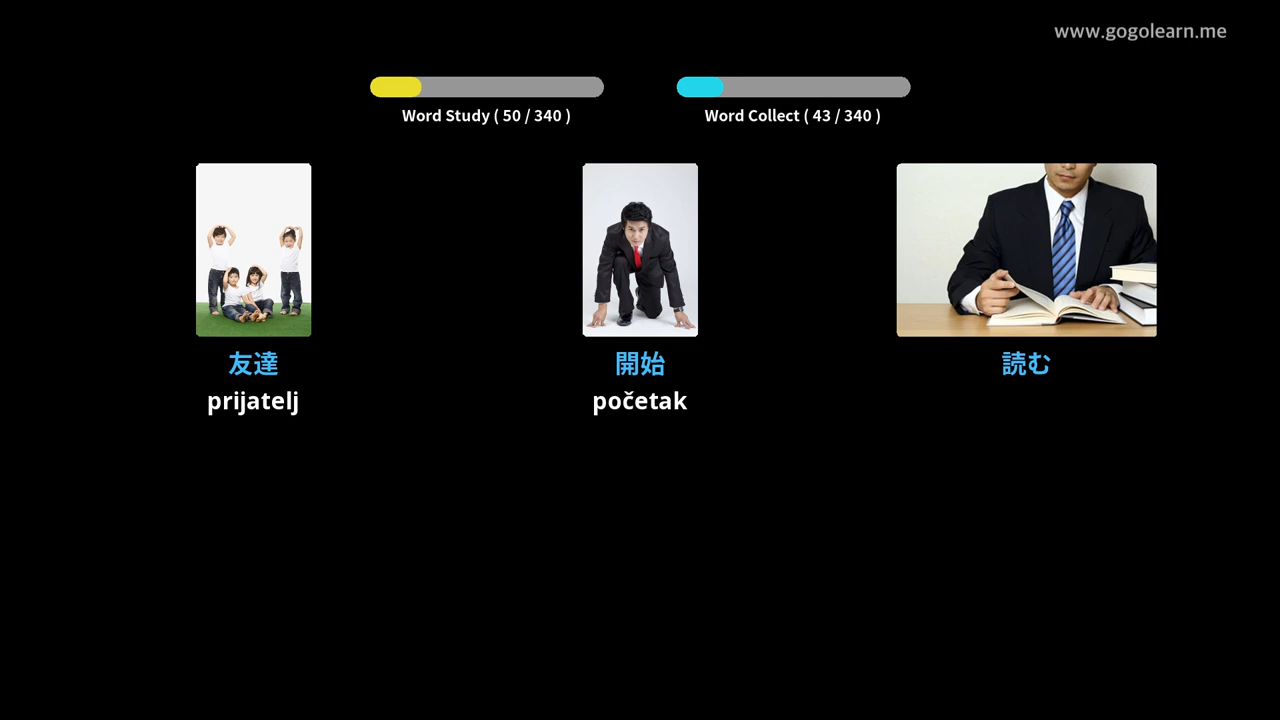 www.gogolearn.me
Word Study ( 50 / 340 )
Word Collect ( 43 / 340 )
友達
開始
読む
prijatelj
početak